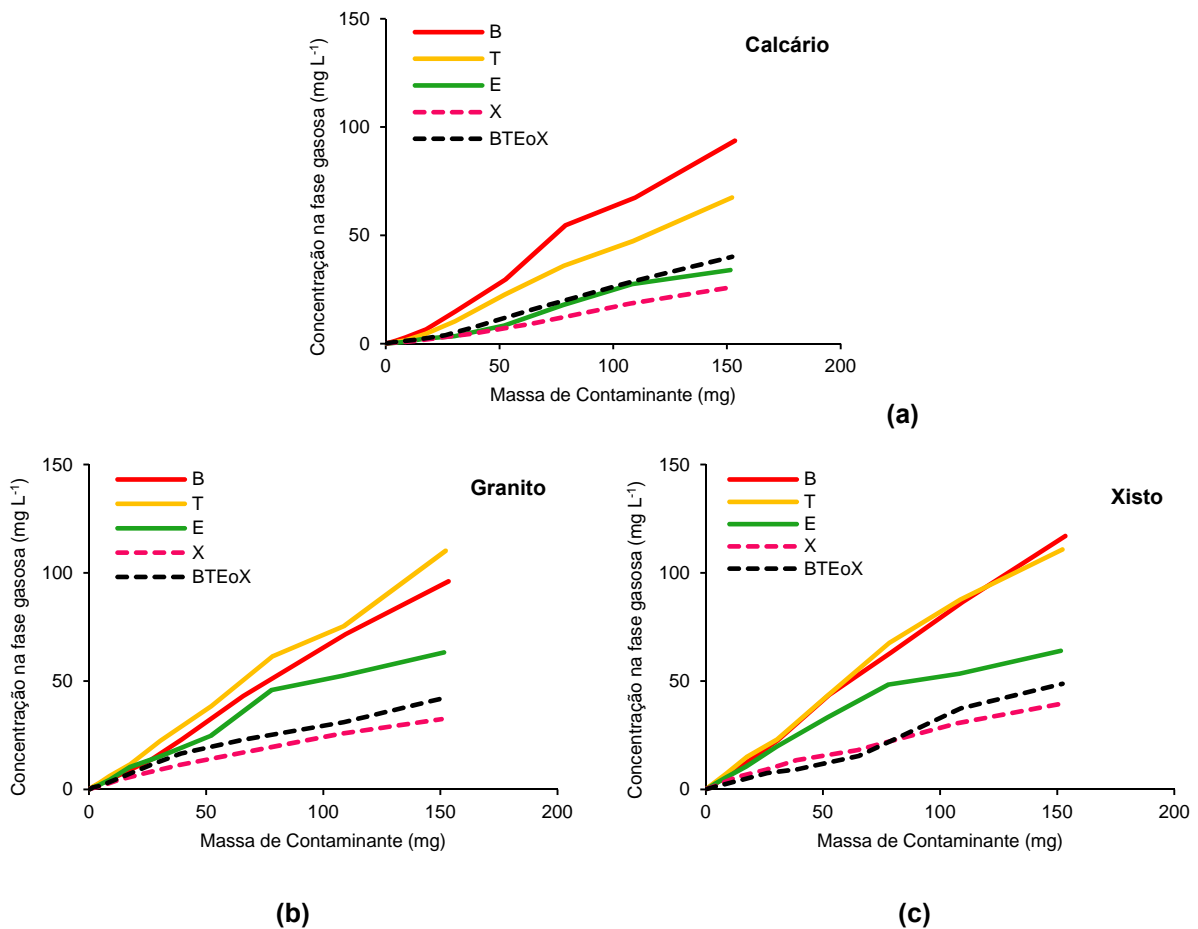 Concentração na fase gasosa (mg L-1)
150
100
50
0
B
T
E
X
BTEoX
Calcário
0 50 100 150 200
Massa de Contaminante (mg)
(a)
Concentração na fase gasosa (mg L-1)
150
100
50
0
B
T
E
X
BTEoX
Granito
0 50 100 150 200
Massa de Contaminante (mg)
(b)
Concentração na fase gasosa (mg L-1)
150
100
50
0
B
T
E
X
BTEoX
Xisto
0 50 100 150 200
Massa de Contaminante (mg)
(c)